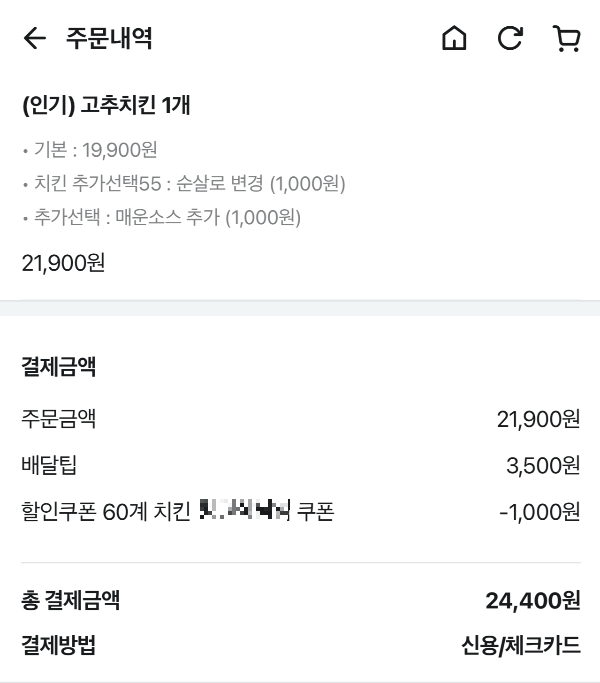 주문내역
(인기) 고추치킨 1개
• 기본 : 19,900원
• 치킨 추가선택55 : 순살로 변경 (1,000원)
• 추가선택 : 매운소스 추가 (1,000원)
21,900원
결제금액
주문금액 21,900원
배달팁 3,500원
할인쿠폰 60계 치킨 쿠폰 -1,000원
총 결제금액 24,400원
결제방법 신용/체크카드